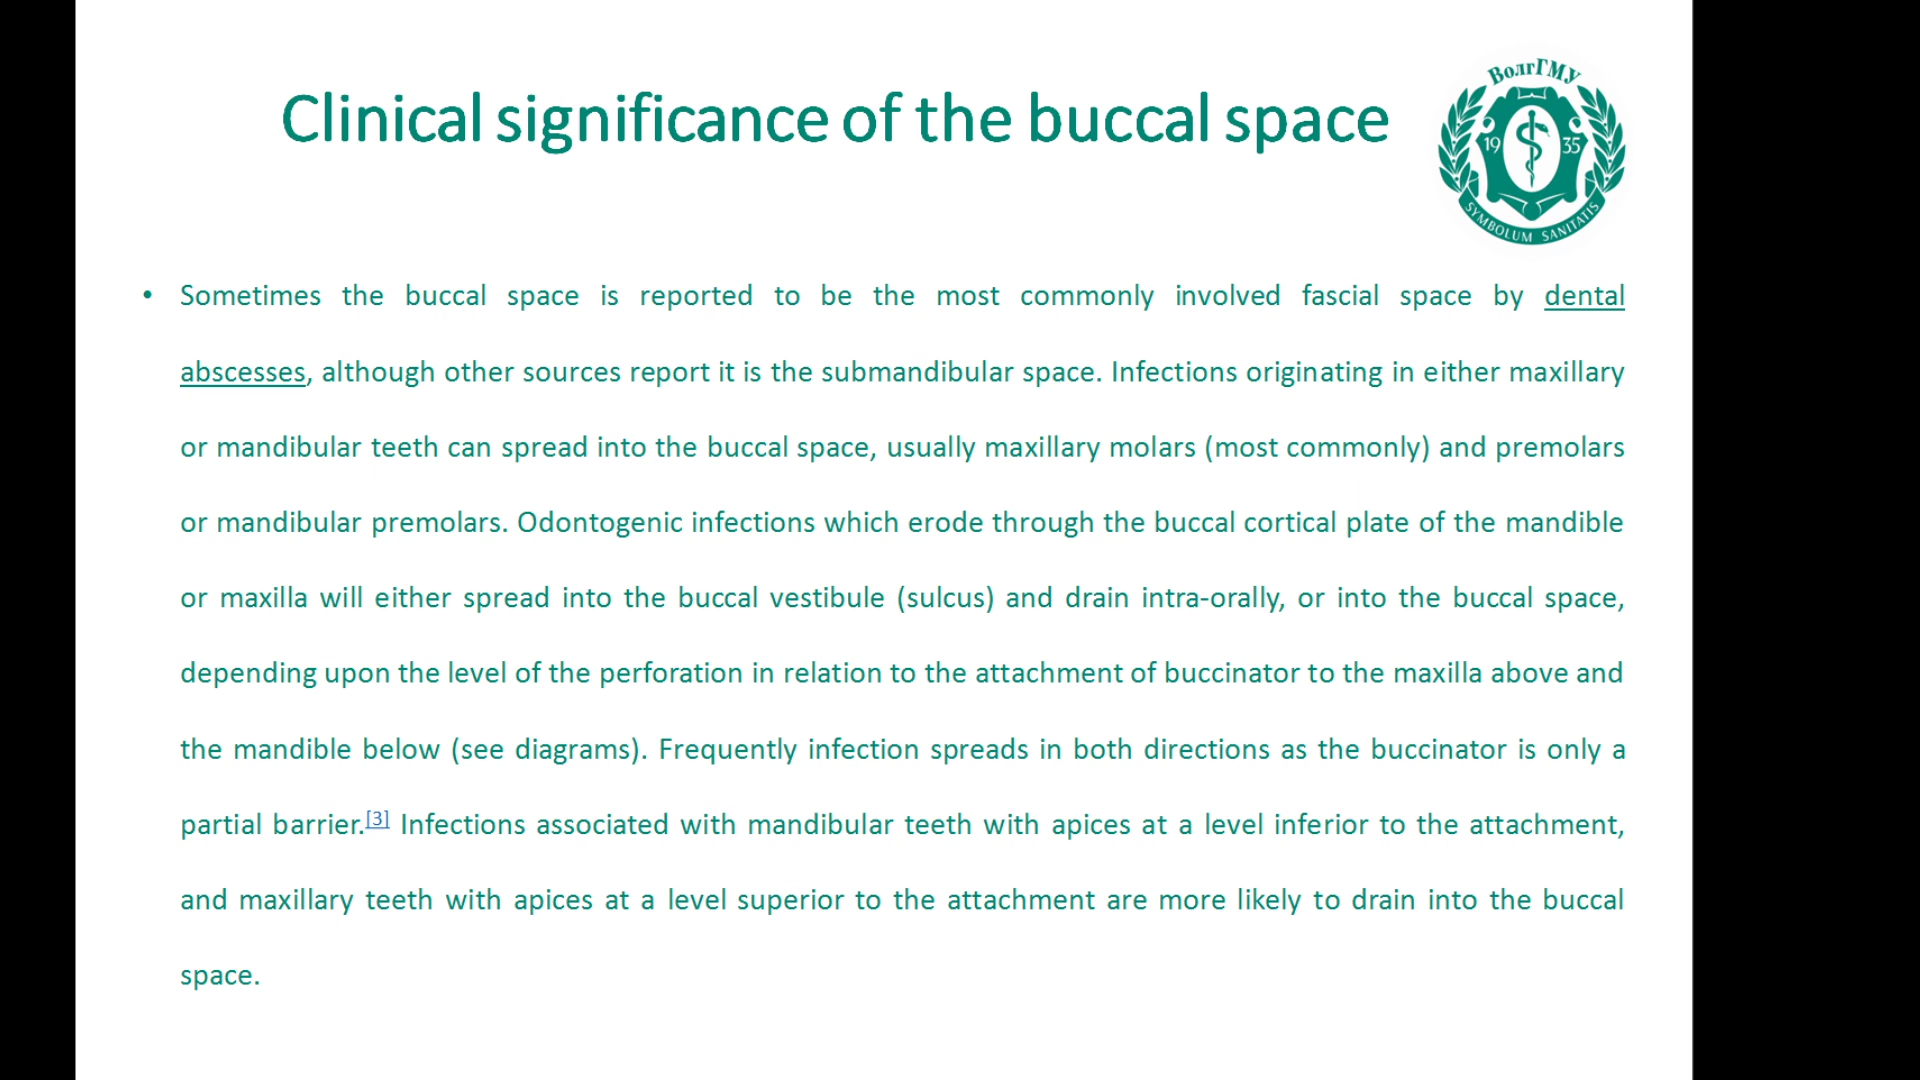 Clinical significance of the buccal space
ВолгГМУ
19 35
SYMBOLUM SANITATIS
• Sometimes the buccal space is reported to be the most commonly involved fascial space by dental
abscesses, although other sources report it is the submandibular space. Infections originating in either maxillary
or mandibular teeth can spread into the buccal space, usually maxillary molars (most commonly) and premolars
or mandibular premolars. Odontogenic infections which erode through the buccal cortical plate of the mandible
or maxilla will either spread into the buccal vestibule (sulcus) and drain intra-orally, or into the buccal space,
depending upon the level of the perforation in relation to the attachment of buccinator to the maxilla above and
the mandible below (see diagrams). Frequently infection spreads in both directions as the buccinator is only a
partial barrier.[3] Infections associated with mandibular teeth with apices at a level inferior to the attachment,
and maxillary teeth with apices at a level superior to the attachment are more likely to drain into the buccal
space.